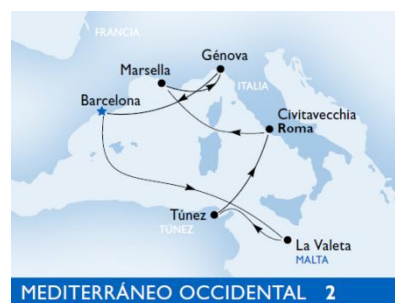 FRANCIA
Génova
Marsella
ITALIA
Barcelona
Civitavecchia
Roma
Túnez
TÚNEZ
La Valeta
MALTA
MEDITERRÁNEO OCCIDENTAL 2